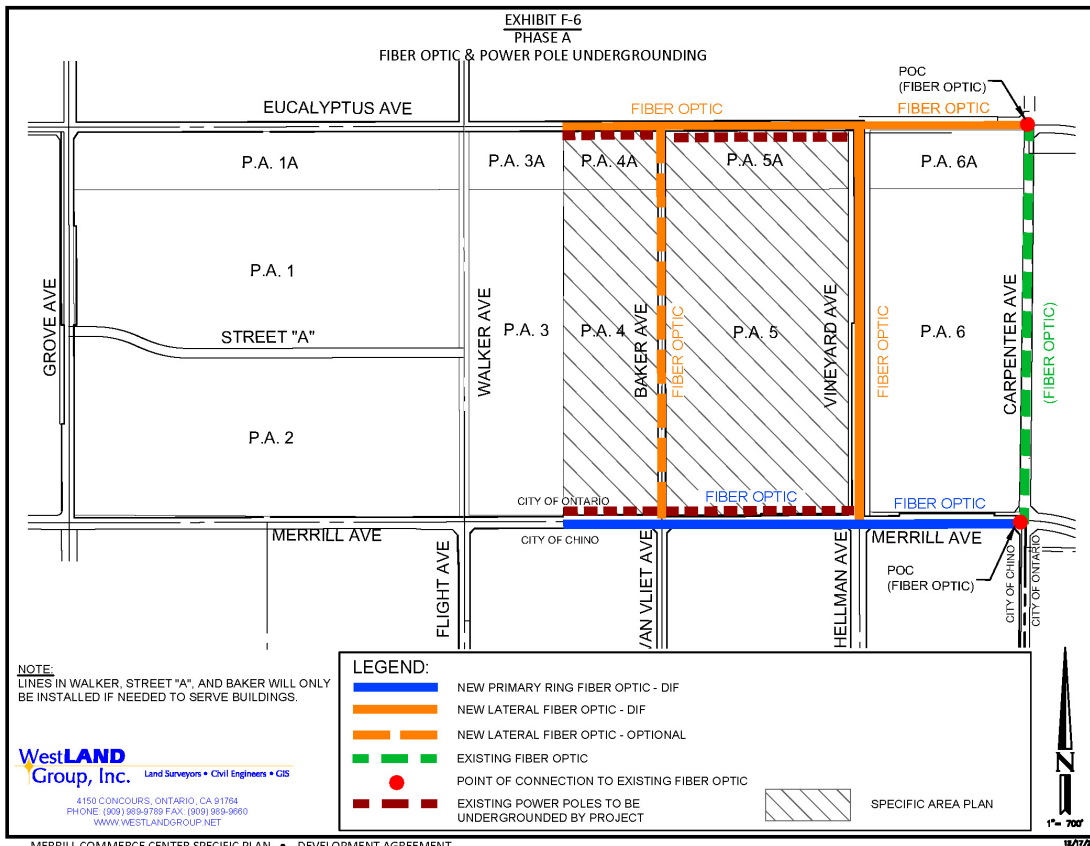 EXHIBIT F-6
PHASE A
FIBER OPTIC & POWER POLE UNDERGROUNDING
POC
(FIBER OPTIC)
EUCALYPTUS AVE
FIBER OPTIC
FIBER OPTIC
P.A. 1A
P.A. 3A
P.A. 4A
P.A. 5A
P.A. 6A
GROVE AVE
P.A. 1
STREET "A"
P.A. 2
WALKER AVE
P.A. 3
P.A. 4
BAKER AVE
FIBER OPTIC
P.A. 5
VINEYARD AVE
FIBER OPTIC
P.A. 6
CARPENTER AVE
(FIBER OPTIC)
CITY OF ONTARIO
FIBER OPTIC
FIBER OPTIC
MERRILL AVE
CITY OF CHINO
MERRILL AVE
FLIGHT AVE
VAN VLIET AVE
HELLMAN AVE
POC
(FIBER OPTIC)
CITY OF CHINO
CITY OF ONTARIO
NOTE:
LINES IN WALKER, STREET "A", AND BAKER WILL ONLY
BE INSTALLED IF NEEDED TO SERVE BUILDINGS.
LEGEND:
NEW PRIMARY RING FIBER OPTIC - DIF
NEW LATERAL FIBER OPTIC - DIF
NEW LATERAL FIBER OPTIC - OPTIONAL
EXISTING FIBER OPTIC
POINT OF CONNECTION TO EXISTING FIBER OPTIC
EXISTING POWER POLES TO BE
UNDERGROUNDED BY PROJECT
SPECIFIC AREA PLAN
WestLAND
Group, Inc.
Land Surveyors • Civil Engineers • GIS
4150 CONCOURS, ONTARIO, CA 91764
PHONE: (909) 989-9789 FAX: (909) 989-9660
WWW.WESTLANDGROUP.NET
N
1"= 700'
MERRILL COMMERCE CENTER SPECIFIC PLAN • DEVELOPMENT AGREEMENT